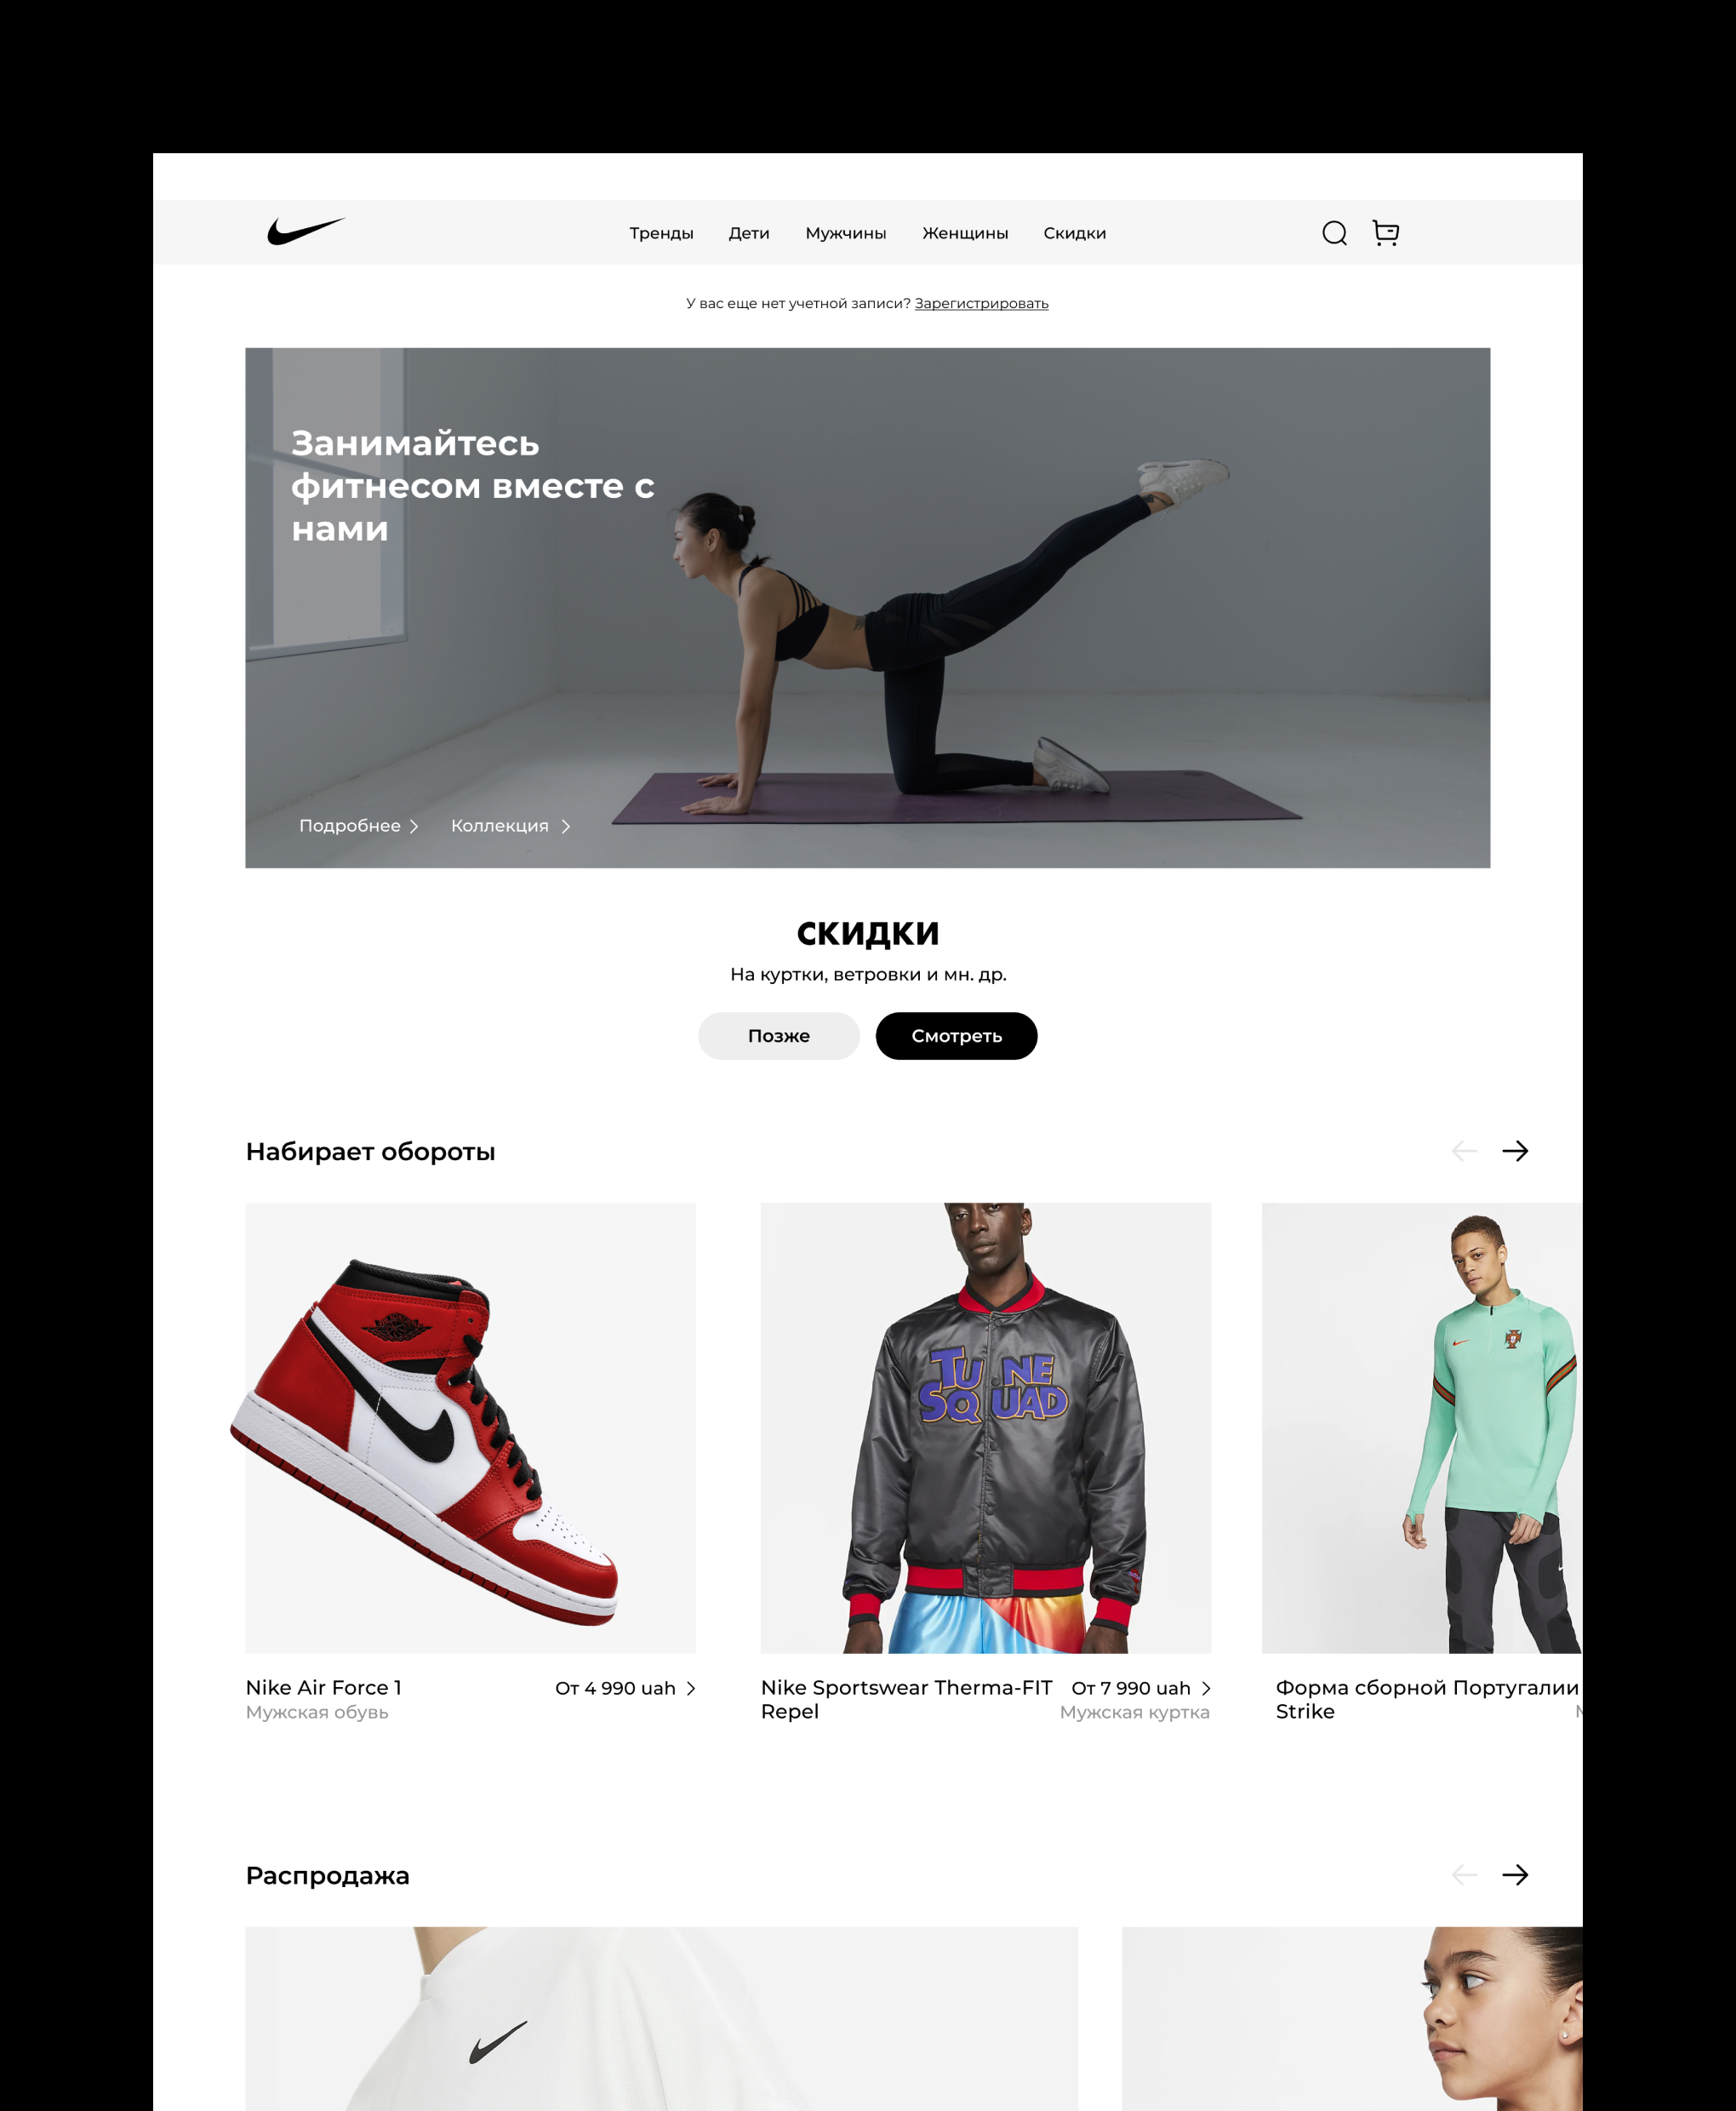 Тренды Дети Мужчины Женщины Скидки
У вас еще нет учетной записи? Зарегистрировать
Занимайтесь
фитнесом вместе с
нами
Подробнее Коллекция
СКИДКИ
На куртки, ветровки и мн. др.
Позже Смотреть
Набирает обороты
TUNE
SQUAD
Nike Air Force 1 От 4 990 uah
Мужская обувь
Nike Sportswear Therma-FIT От 7 990 uah
Repel Мужская куртка
Форма сборной Португалии
Strike
Распродажа